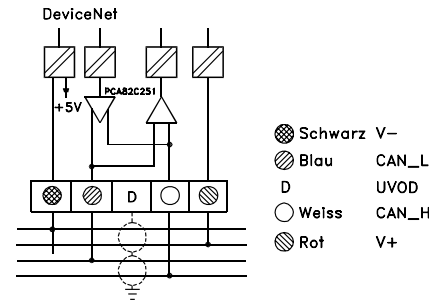 DeviceNet
PCA82C251
+5V
Schwarz V-
Blau CAN_L
D UVOD
Weiss CAN_H
Rot V+
D